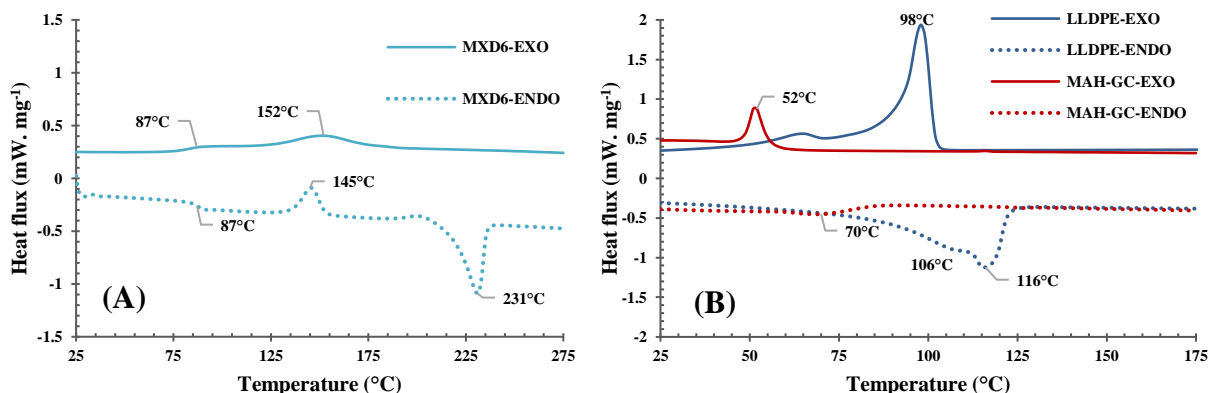 1.5
1
0.5
0
-0.5
-1
-1.5
Heat flux (mW. mg-1)
MXD6-EXO
MXD6-ENDO
87°C
152°C
145°C
87°C
231°C
(A)
25
75
125
175
225
275
Temperature (°C)
2
1.5
1
0.5
0
-0.5
-1
-1.5
-2
Heat flux (mW. mg-1)
98°C
LLDPE-EXO
LLDPE-ENDO
MAH-GC-EXO
MAH-GC-ENDO
52°C
70°C
106°C
116°C
(B)
25
50
75
100
125
150
175
Temperature (°C)